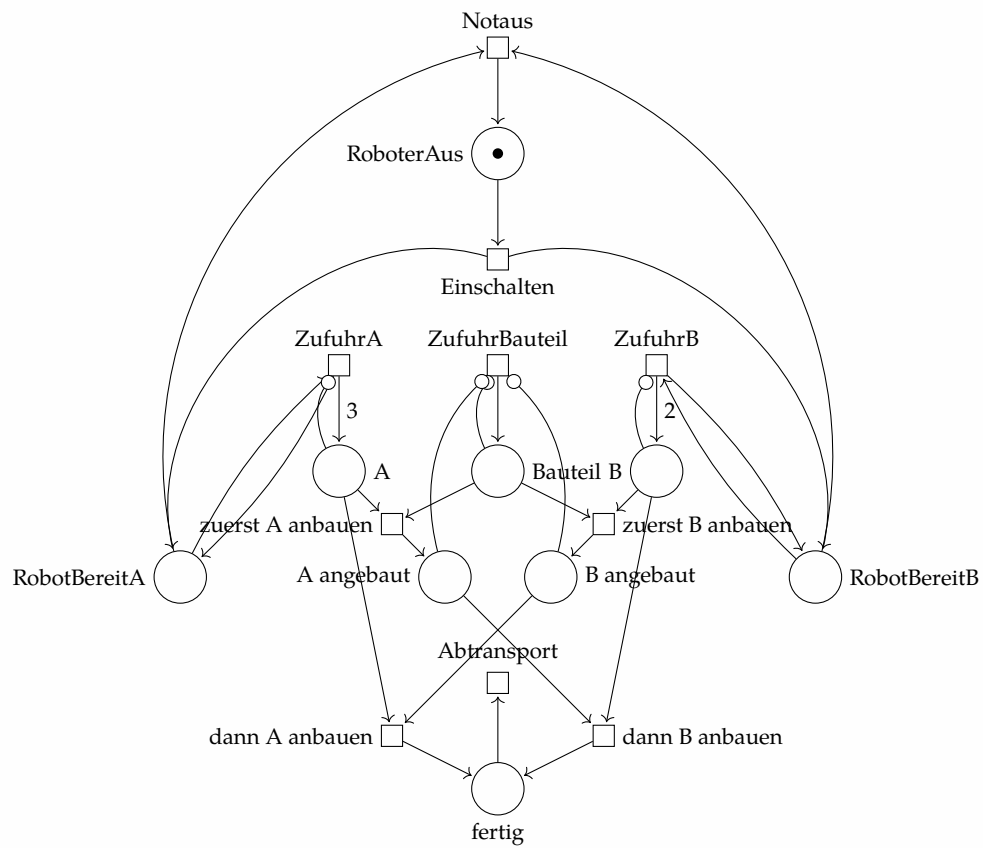 Notaus
RoboterAus
Einschalten
ZufuhrA
ZufuhrBauteil
ZufuhrB
3
2
A
Bauteil
B
zuerst A anbauen
zuerst B anbauen
RobotBereitA
A angebaut
B angebaut
RobotBereitB
Abtransport
dann A anbauen
dann B anbauen
fertig